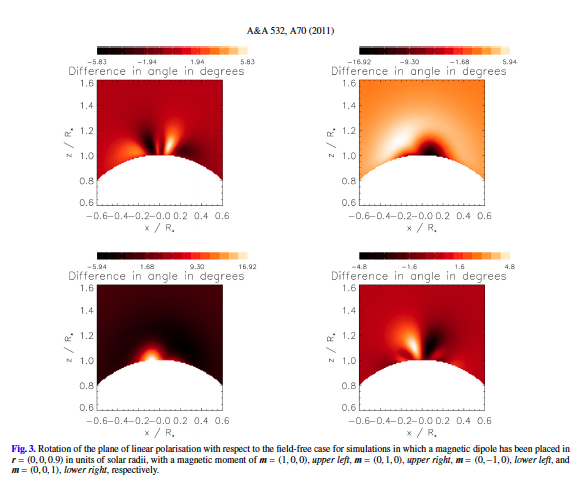 A&A 532, A70 (2011)
−5.83 −1.94 1.94 5.83
Difference in angle in degrees
1.6
1.4
1.2
1.0
0.8
0.6
z / R*
−0.6−0.4−0.2−0.0 0.2 0.4 0.6
x / R*
−16.92 −9.30 −1.68 5.94
Difference in angle in degrees
1.6
1.4
1.2
1.0
0.8
0.6
z / R*
−0.6−0.4−0.2−0.0 0.2 0.4 0.6
x / R*
−5.94 1.68 9.30 16.92
Difference in angle in degrees
1.6
1.4
1.2
1.0
0.8
0.6
z / R*
−0.6−0.4−0.2−0.0 0.2 0.4 0.6
x / R*
−4.8 −1.6 1.6 4.8
Difference in angle in degrees
1.6
1.4
1.2
1.0
0.8
0.6
z / R*
−0.6−0.4−0.2−0.0 0.2 0.4 0.6
x / R*
Fig. 3. Rotation of the plane of linear polarisation with respect to the field-free case for simulations in which a magnetic dipole has been placed in
r = (0, 0, 0.9) in units of solar radii, with a magnetic moment of m = (1, 0, 0), upper left, m = (0, 1, 0), upper right, m = (0, −1, 0), lower left, and
m = (0, 0, 1), lower right, respectively.